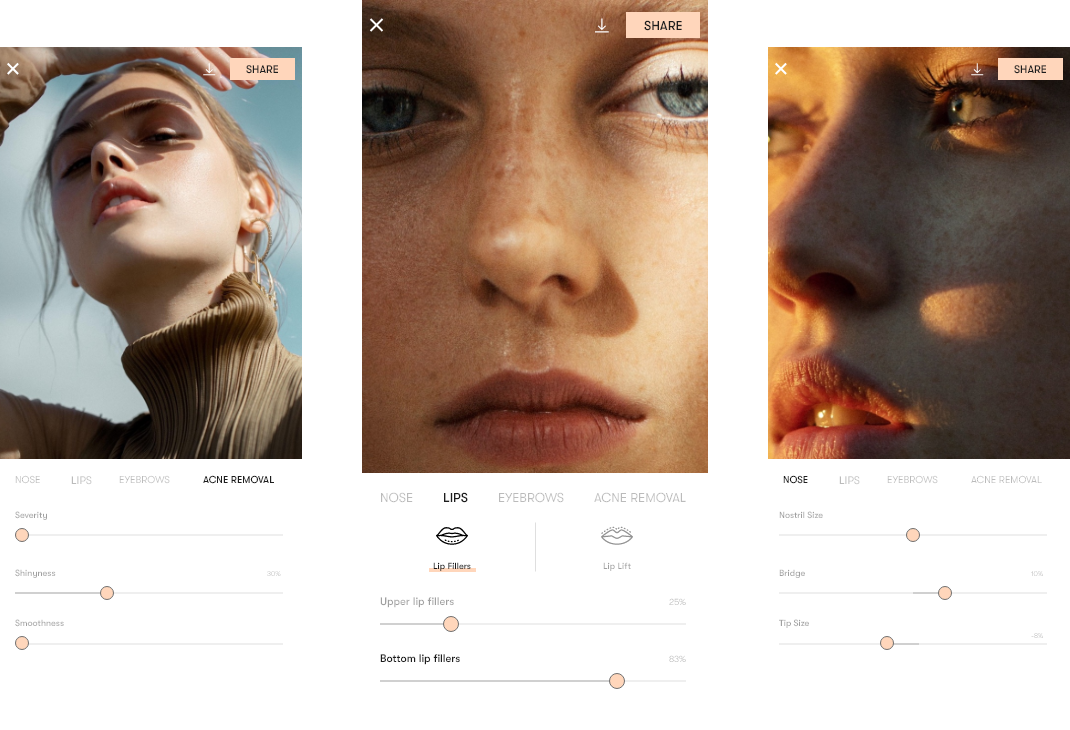 SHARE
NOSE LIPS EYEBROWS ACNE REMOVAL
Severity
Shinyness 30%
Smoothness
SHARE
NOSE LIPS EYEBROWS ACNE REMOVAL
Lip Fillers Lip Lift
Upper lip fillers 25%
Bottom lip fillers 83%
SHARE
NOSE LIPS EYEBROWS ACNE REMOVAL
Nostril Size
Bridge 10%
Tip Size
-8%